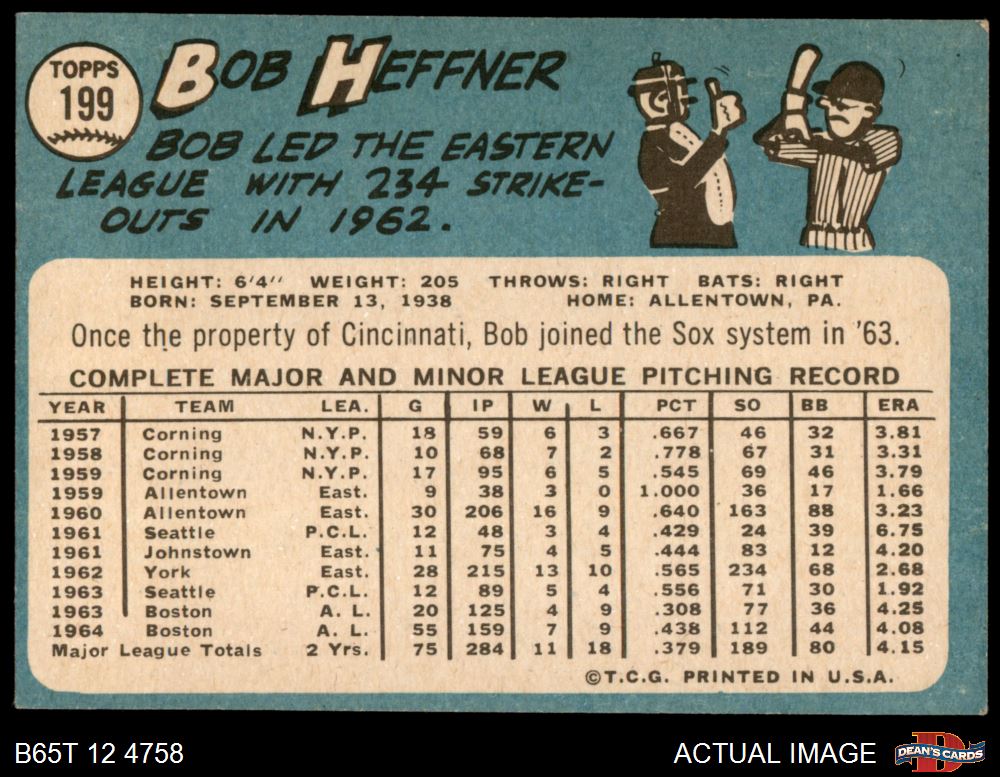 TOPPS
199
BOB HEFFNER
BOB LED THE EASTERN
LEAGUE WITH 234 STRIKE-
OUTS IN 1962.
HEIGHT: 6'4" WEIGHT: 205 THROWS: RIGHT BATS: RIGHT
BORN: SEPTEMBER 13, 1938 HOME: ALLENTOWN, PA.
Once the property of Cincinnati, Bob joined the Sox system in '63.
COMPLETE MAJOR AND MINOR LEAGUE PITCHING RECORD
YEAR TEAM LEA. G IP W L PCT SO BB ERA
1957 Corning N.Y.P. 18 59 6 3 .667 46 32 3.81
1958 Corning N.Y.P. 10 68 7 2 .778 67 31 3.31
1959 Corning N.Y.P. 17 95 6 5 .545 69 46 3.79
1959 Allentown East. 9 38 3 0 1.000 36 17 1.66
1960 Allentown East. 30 206 16 9 .640 163 88 3.23
1961 Seattle P.C.L. 12 48 3 4 .429 24 39 6.75
1961 Johnstown East. 11 75 4 5 .444 83 12 4.20
1962 York East. 28 215 13 10 .565 234 68 2.68
1963 Seattle P.C.L. 12 89 5 4 .556 71 30 1.92
1963 Boston A. L. 20 125 4 9 .308 77 36 4.25
1964 Boston A. L. 55 159 7 9 .438 112 44 4.08
Major League Totals 2 Yrs. 75 284 11 18 .379 189 80 4.15
©T.C.G. PRINTED IN U.S.A.
B65T 12 4758 ACTUAL IMAGE D DEAN'S CARDS